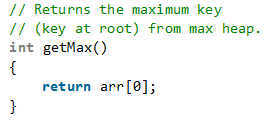 // Returns the maximum key
// (key at root) from max heap.
int getMax()
{
    return arr[0];
}